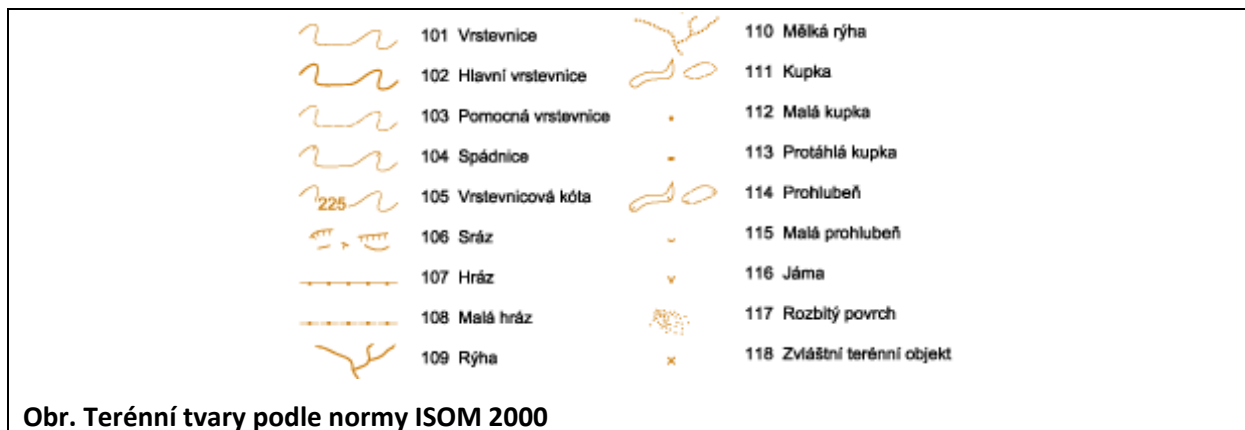 101 Vrstevnice
102 Hlavní vrstevnice
103 Pomocná vrstevnice
104 Spádnice
225
105 Vrstevnicová kóta
106 Sráz
107 Hráz
108 Malá hráz
109 Rýha
110 Mělká rýha
111 Kupka
112 Malá kupka
113 Protáhlá kupka
114 Prohlubeň
115 Malá prohlubeň
116 Jáma
117 Rozbitý povrch
118 Zvláštní terénní objekt
Obr. Terénní tvary podle normy ISOM 2000